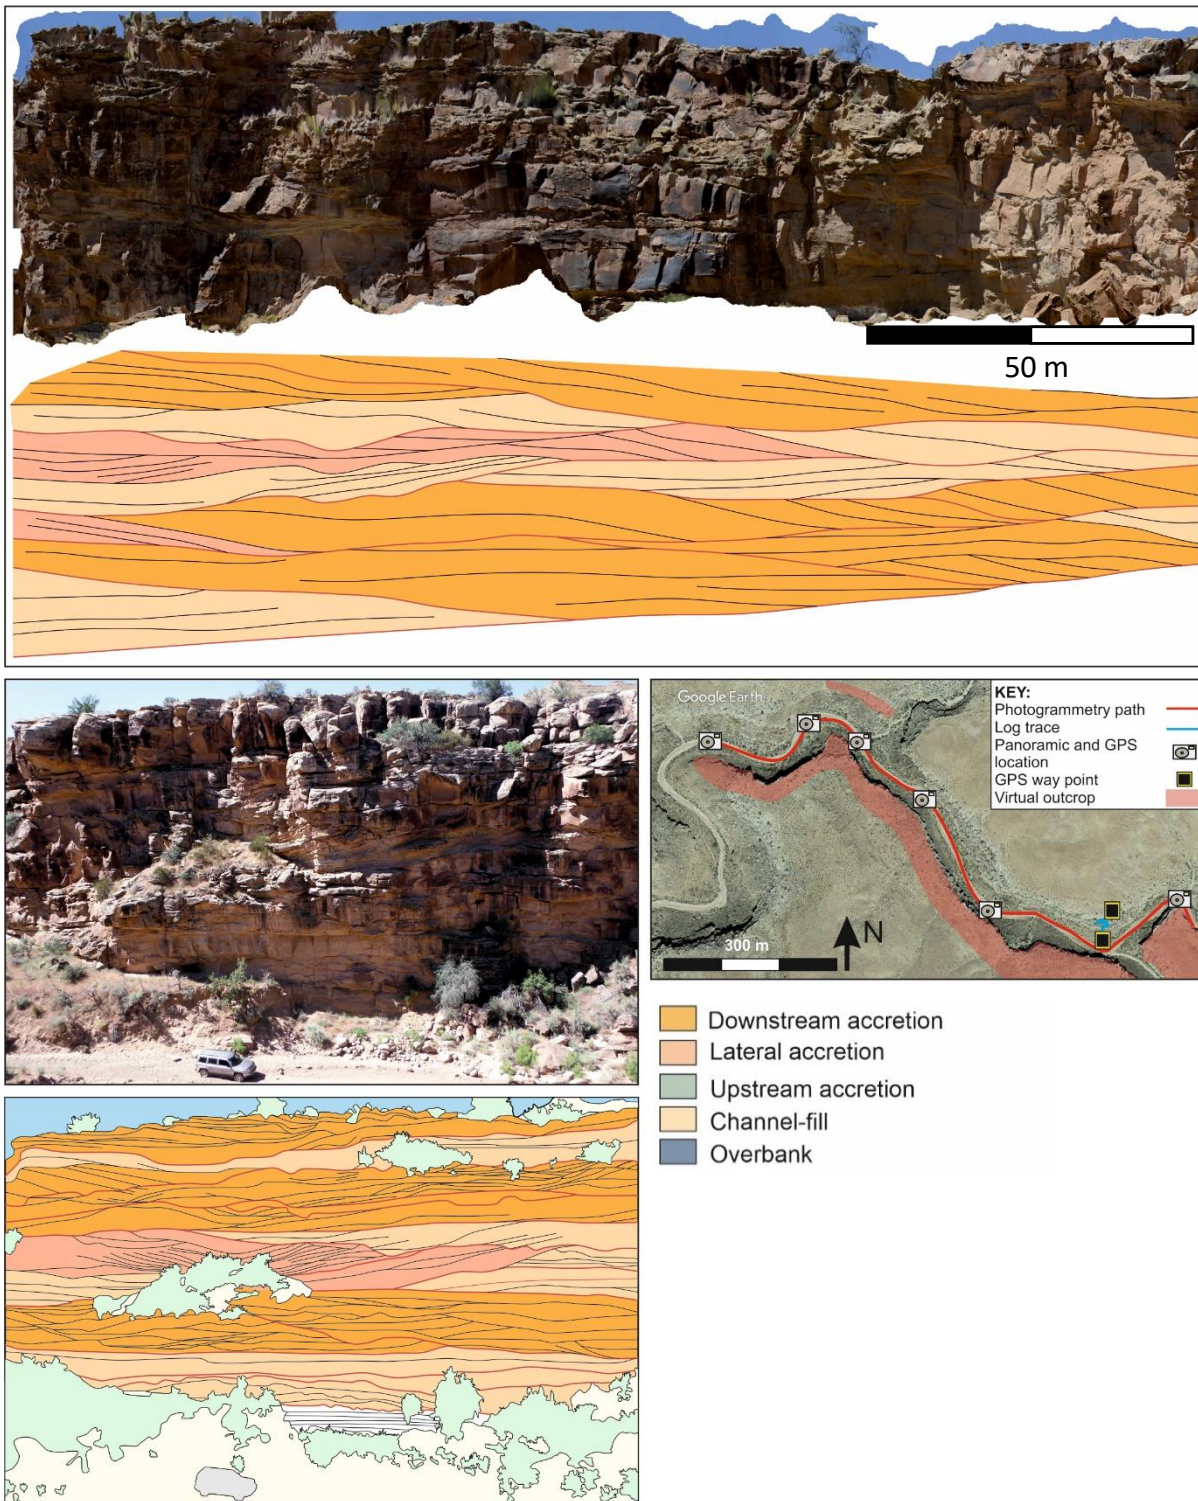 50 m
Google Earth
KEY:
Photogrammetry path
Log trace
Panoramic and GPS
location
GPS way point
Virtual outcrop
300 m
N
Downstream accretion
Lateral accretion
Upstream accretion
Channel-fill
Overbank